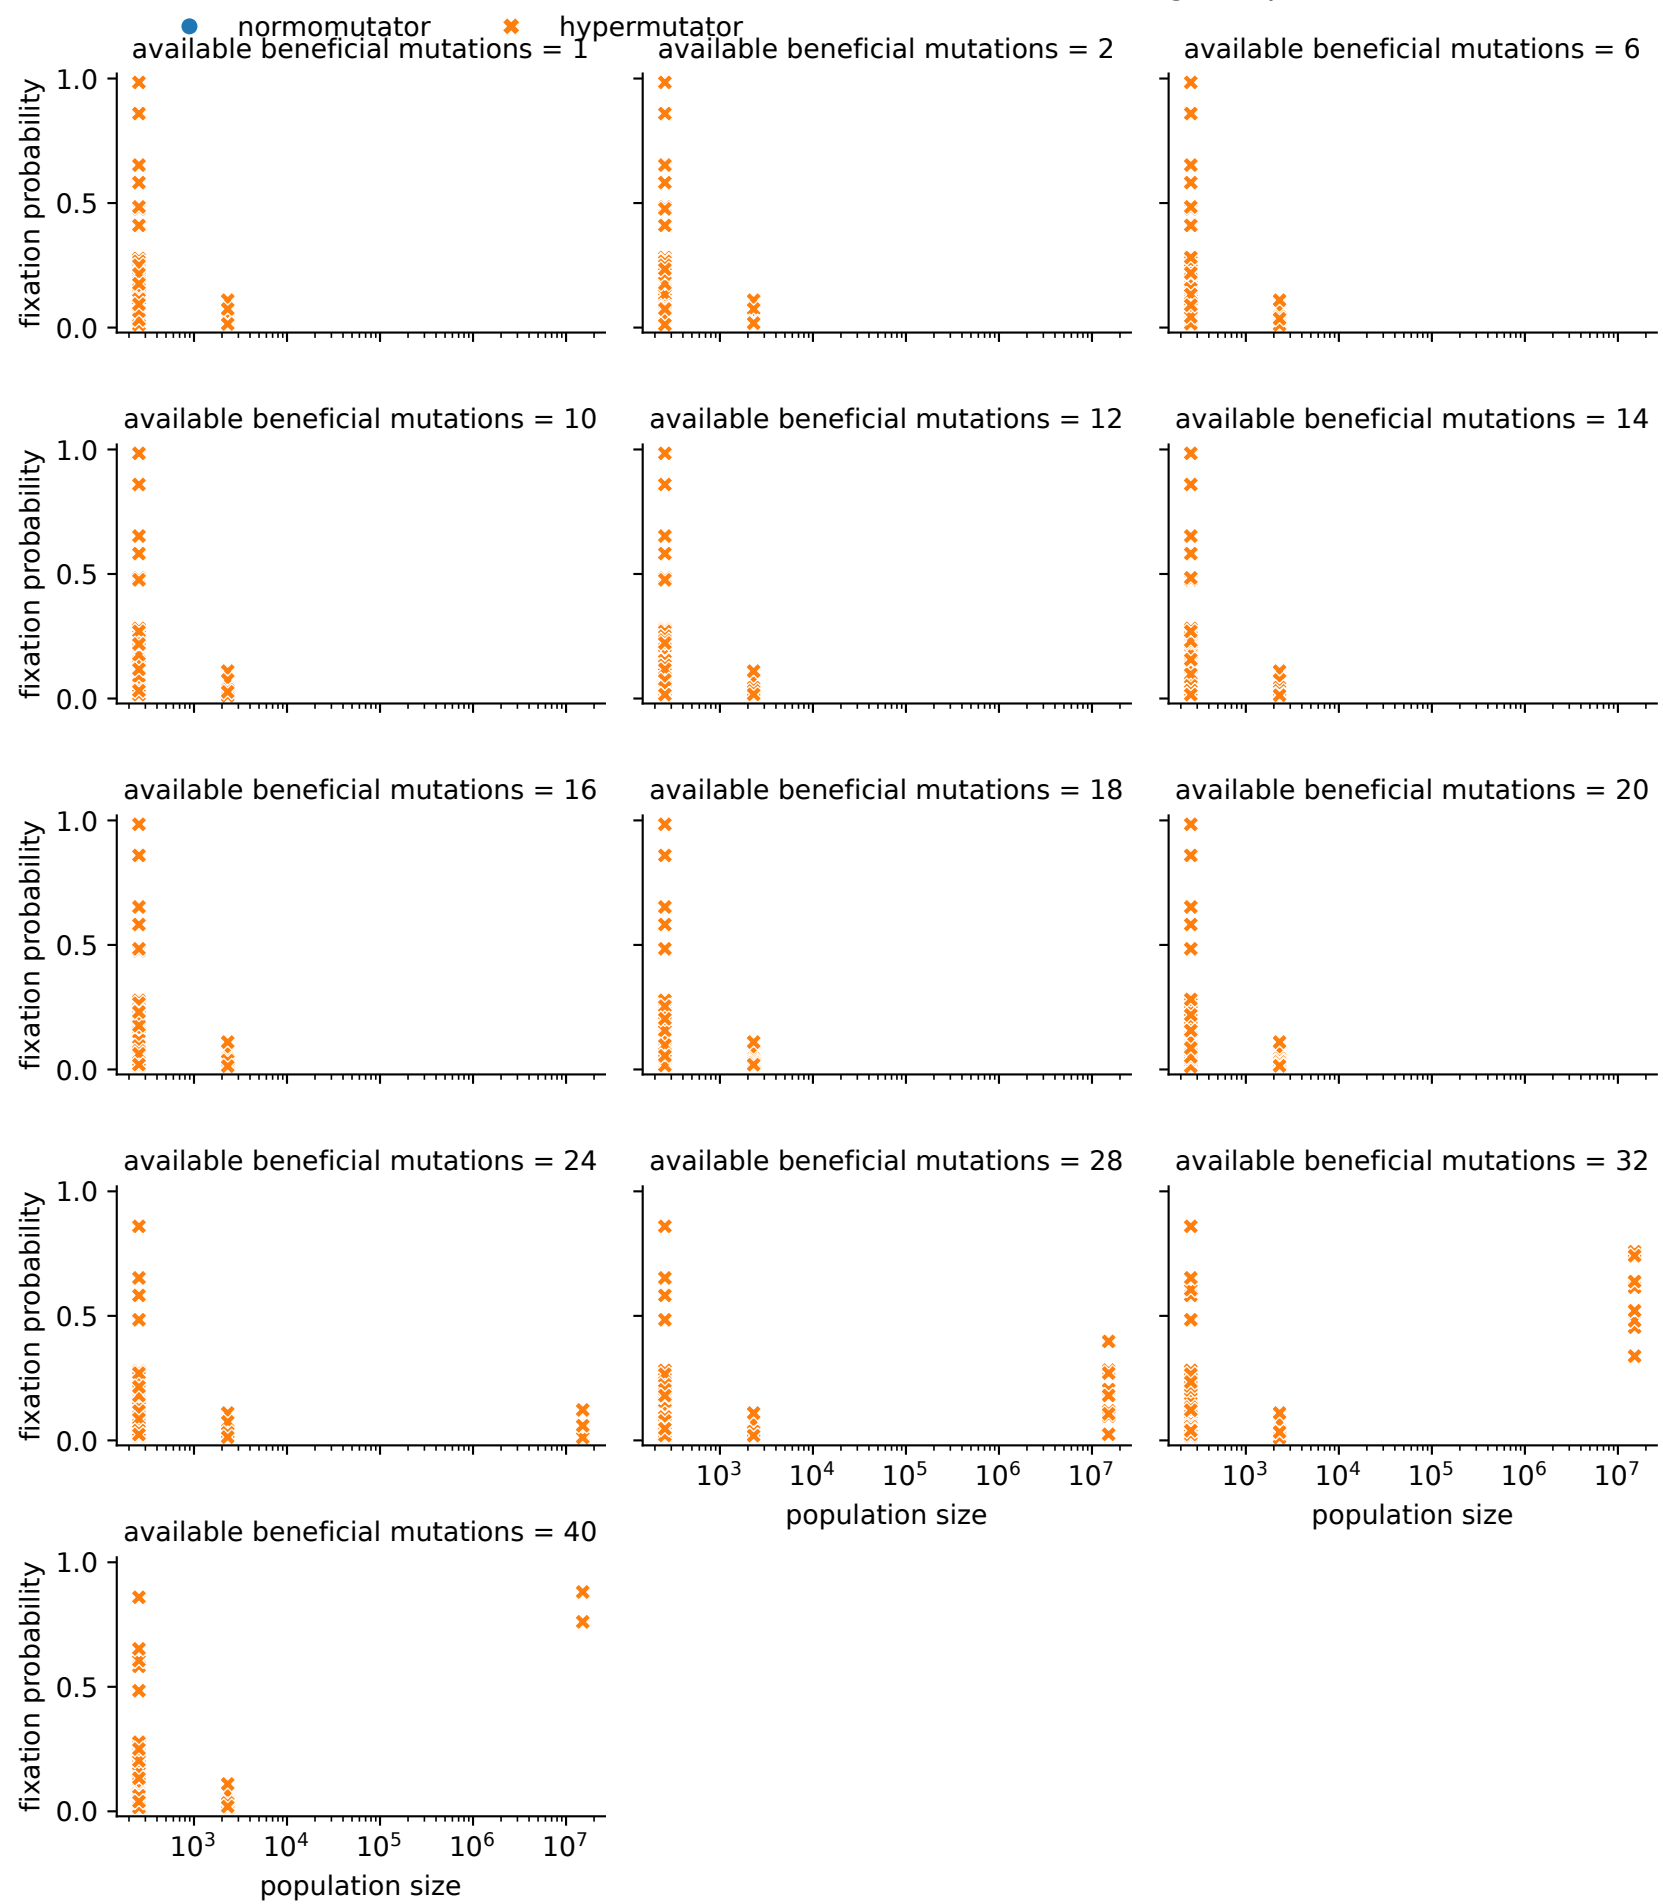 normomutator hypermutator
available beneficial mutations = 1 available beneficial mutations = 2 available beneficial mutations = 6
fixation probability
1.0
0.5
0.0
available beneficial mutations = 10 available beneficial mutations = 12 available beneficial mutations = 14
fixation probability
1.0
0.5
0.0
available beneficial mutations = 16 available beneficial mutations = 18 available beneficial mutations = 20
fixation probability
1.0
0.5
0.0
available beneficial mutations = 24 available beneficial mutations = 28 available beneficial mutations = 32
fixation probability
1.0
0.5
0.0
10³ 10⁴ 10⁵ 10⁶ 10⁷ 10³ 10⁴ 10⁵ 10⁶ 10⁷
population size population size
available beneficial mutations = 40
fixation probability
1.0
0.5
0.0
10³ 10⁴ 10⁵ 10⁶ 10⁷
population size